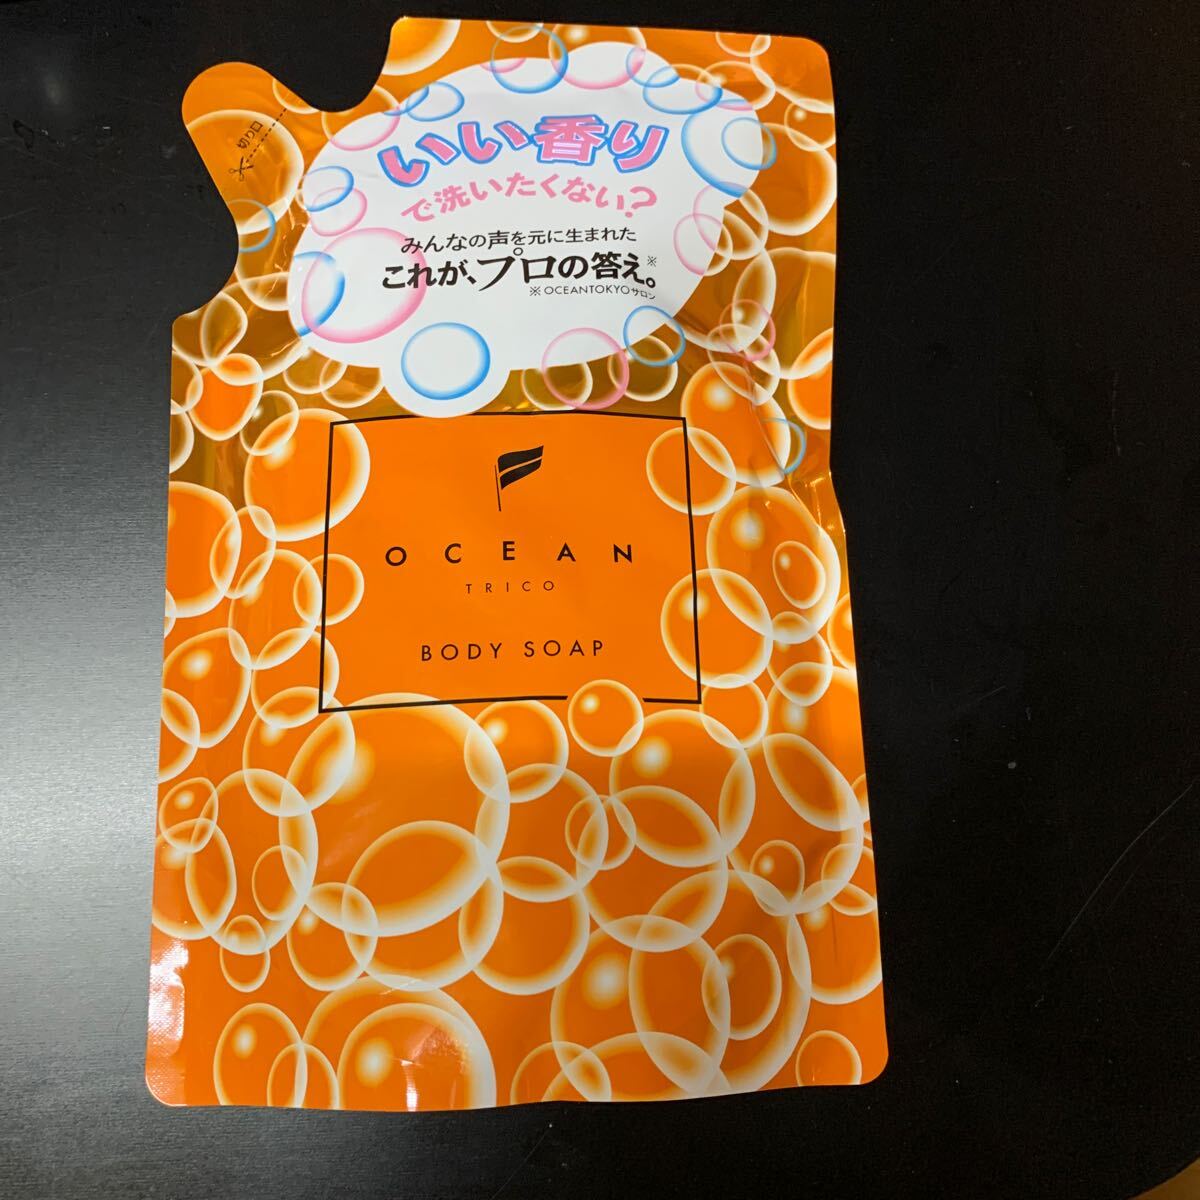 切り口
いい香り
で洗いたくない?
みんなの声を元に生まれた
これが、プロの答え。※
※OCEANTOKYOサロン
OCEAN
TRICO
BODY SOAP